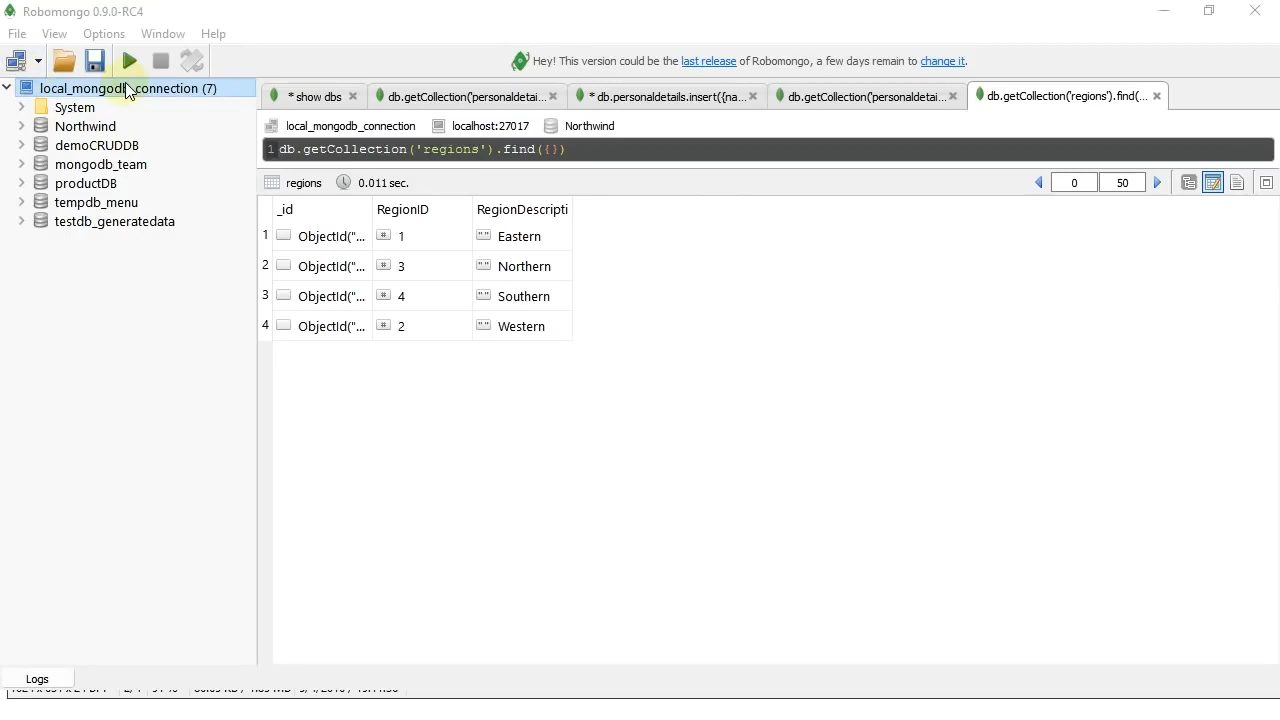 Robomongo 0.9.0-RC4
File View Options Window Help
Hey! This version could be the last release of Robomongo, a few days remain to change it.
local_mongodb_connection (7)
System
Northwind
demoCRUDDB
mongodb_team
productDB
tempdb_menu
testdb_generatedata
* show dbs
db.getCollection('personaldetai...
* db.personaldetails.insert({na...
db.getCollection('personaldetai...
db.getCollection('regions').find(...
local_mongodb_connection localhost:27017 Northwind
1 db.getCollection('regions').find({})
regions 0.011 sec.
0 50
_id RegionID RegionDescripti
1 ObjectId("... # 1 "" Eastern
2 ObjectId("... # 3 "" Northern
3 ObjectId("... # 4 "" Southern
4 ObjectId("... # 2 "" Western
Logs